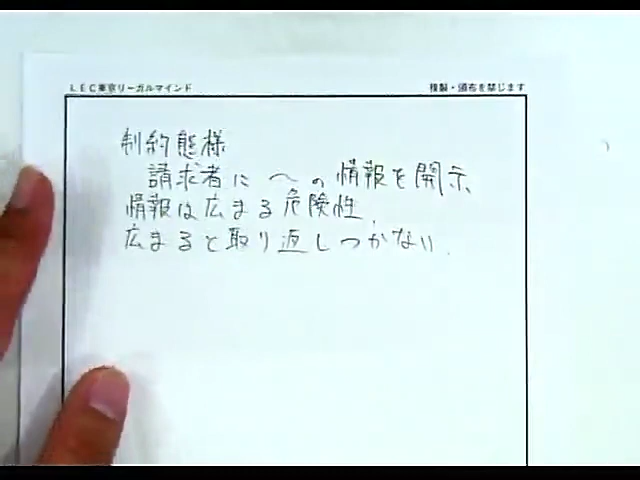 LEC東京リーガルマインド
複製・頒布を禁じます
制約態様
請求者に 〜の情報を開示、
情報は広まる危険性、
広まると取り返しつかない.